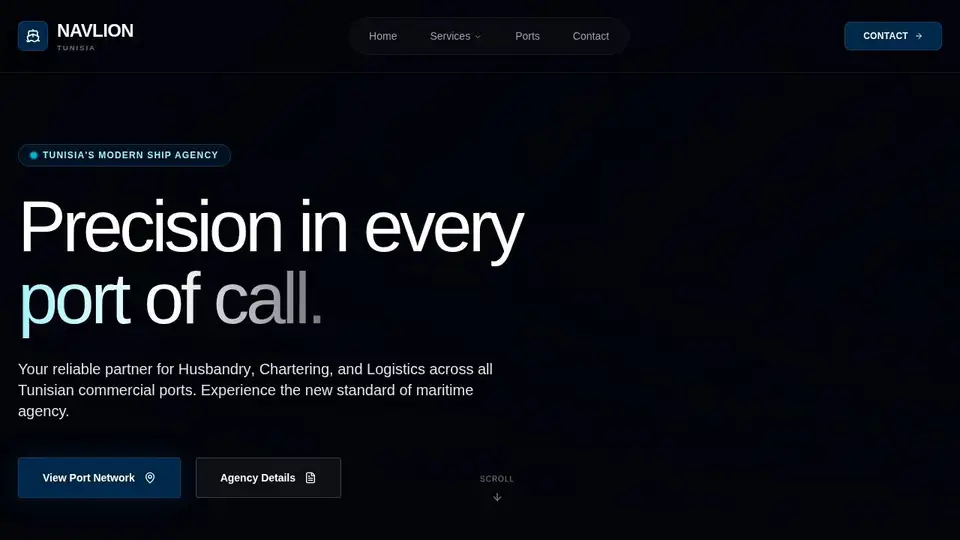 NAVLION
TUNISIA
Home
Services
Ports
Contact
CONTACT
TUNISIA'S MODERN SHIP AGENCY
Precision in every
port of call.
Your reliable partner for Husbandry, Chartering, and Logistics across all
Tunisian commercial ports. Experience the new standard of maritime
agency.
View Port Network
Agency Details
SCROLL